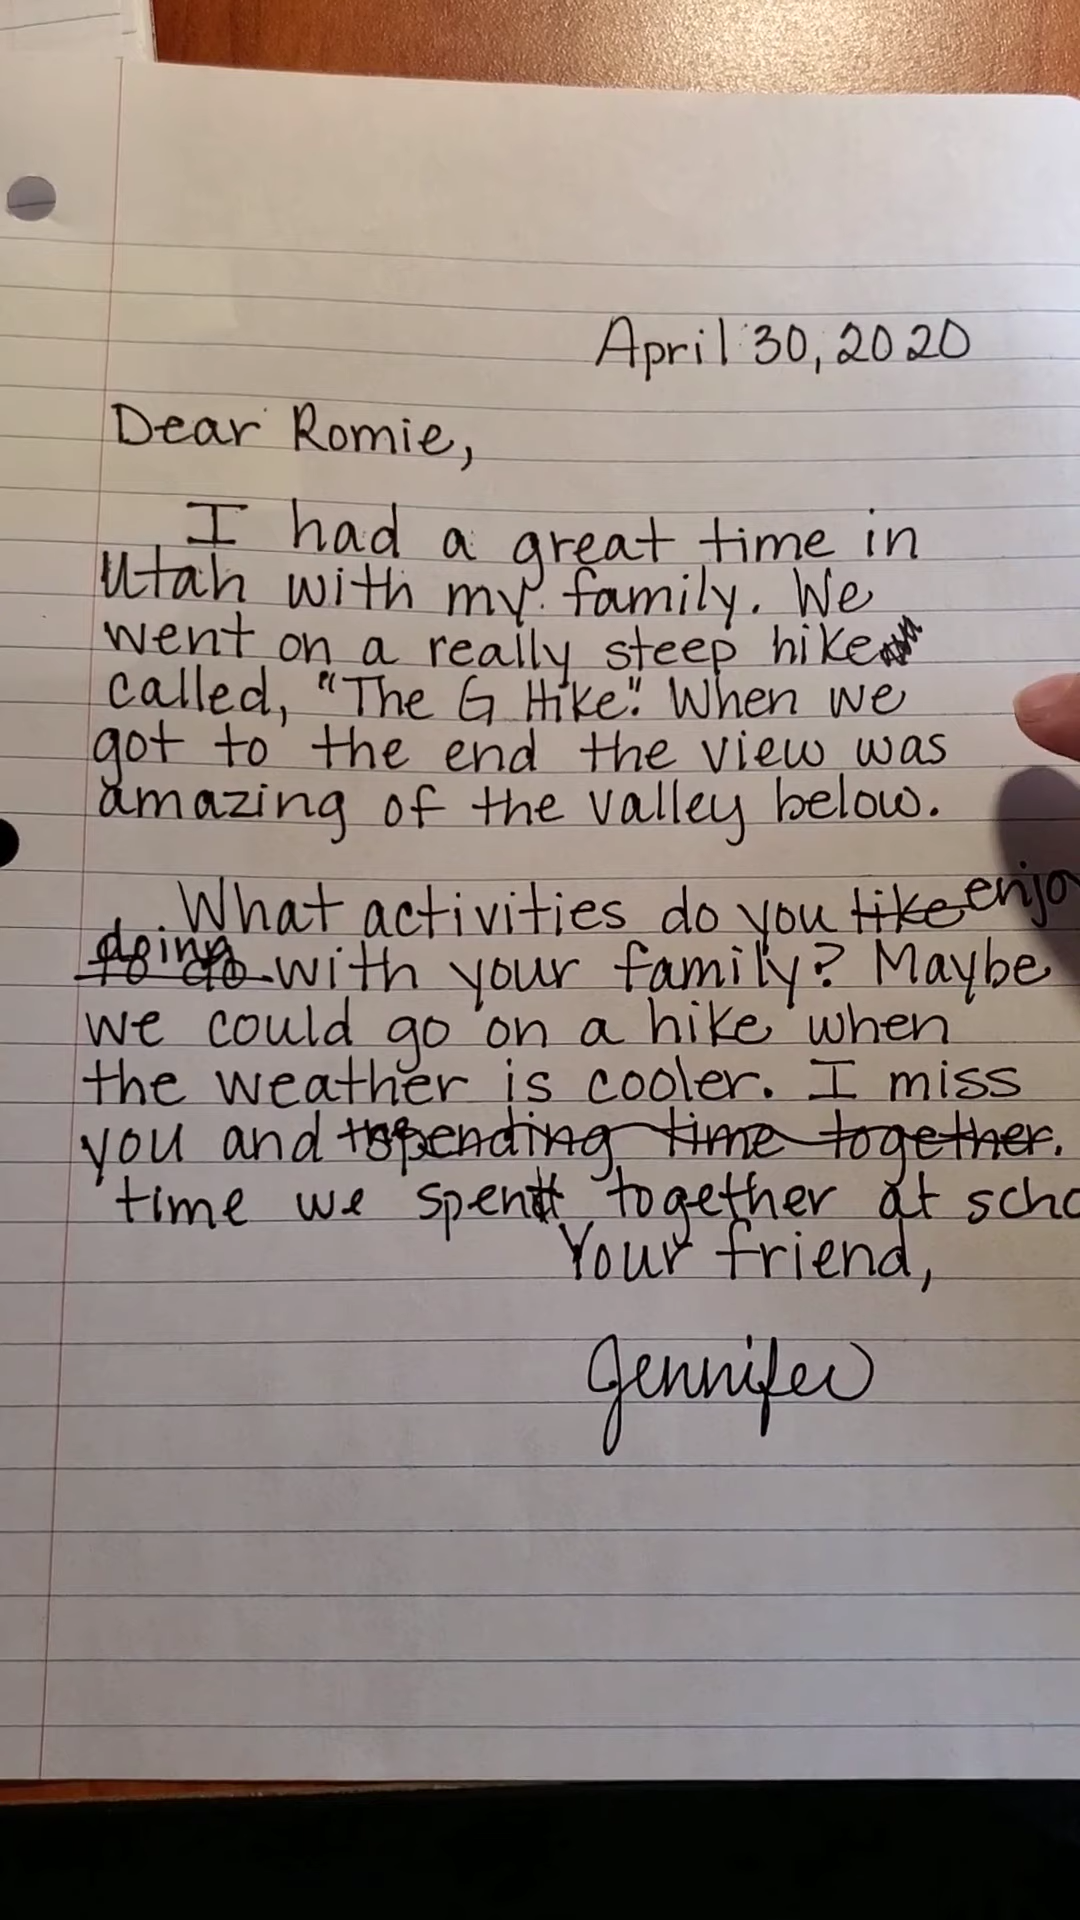 April 30, 2020
Dear Romie,
I had a great time in
Utah with my family. We
went on a really steep hike
called, "The G Hike." When we
got to the end the view was
amazing of the valley below.
What activities do you like enjo
doing
to do with your family? Maybe
we could go on a hike when
the weather is cooler. I miss
you and spending time together.
time we spent together at scho
Your friend,
Jennifer